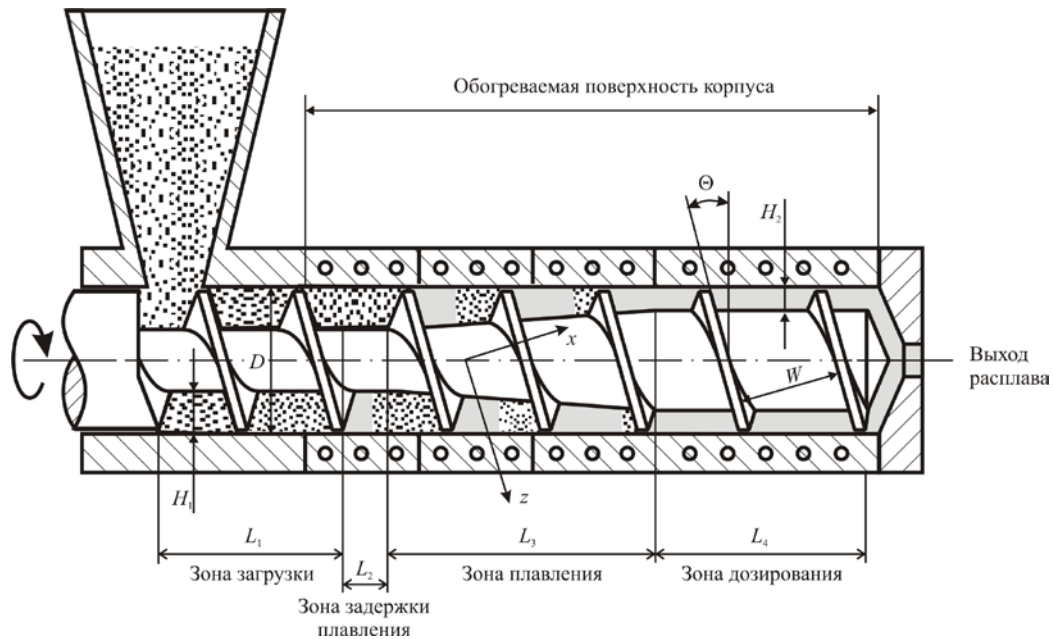 Обогреваемая поверхность корпуса
Θ
H₂
D
x
W
Выход
расплава
z
H₁
L₁
L₂
L₃
L₄
Зона загрузки
Зона плавления
Зона дозирования
Зона задержки
плавления